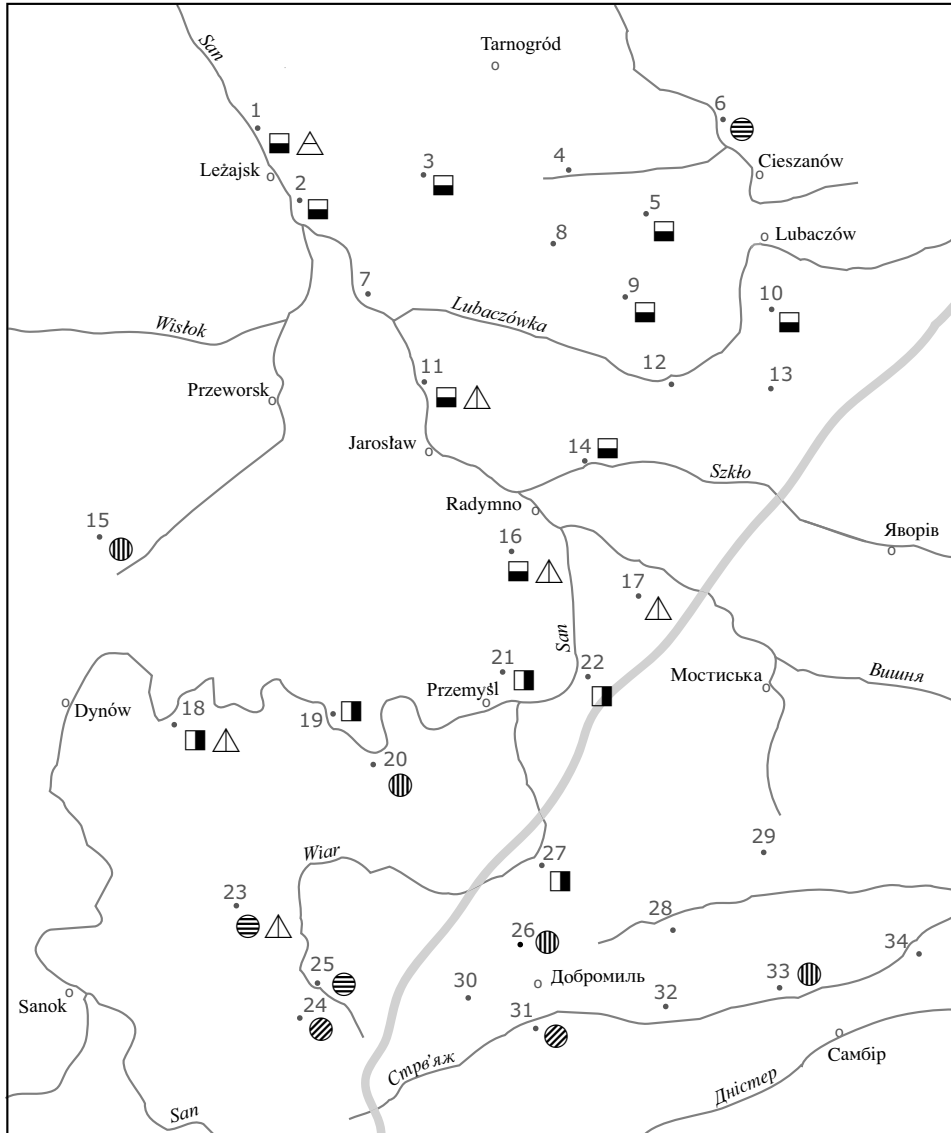 San
Tarnogród
1
6
Leżajsk
3
4
Cieszanów
2
5
8
Lubaczów
7
9
10
Wisłok
Lubaczówka
12
13
11
Przeworsk
Jarosław
14
Szkło
Radymno
15
16
Яворів
17
San
21
22
Przemyśl
Мостиська
Вишня
Dynów
18
19
20
29
Wiar
27
23
28
26
34
25
30
Добромиль
33
Sanok
24
31
32
Самбір
Стрв’яж
Дністер
San